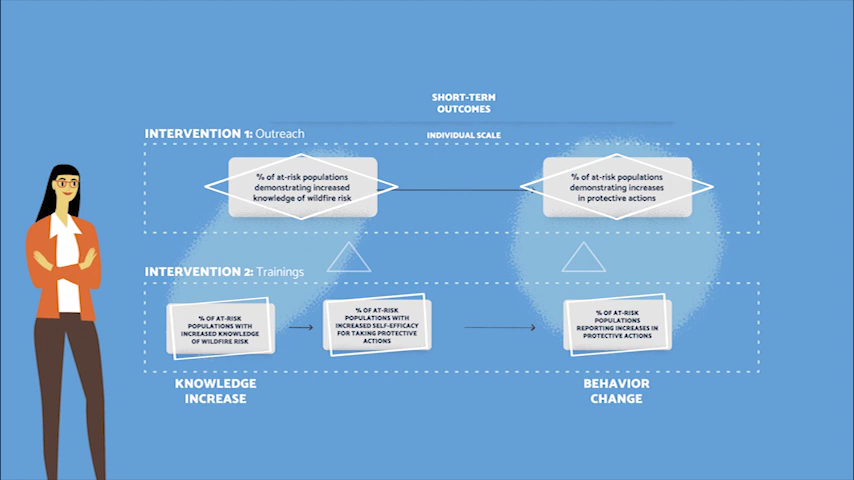 SHORT-TERM
OUTCOMES
INTERVENTION 1: Outreach
INDIVIDUAL SCALE
% of at-risk populations
demonstrating increased
knowledge of wildfire risk
% of at-risk populations
demonstrating increases
in protective actions
INTERVENTION 2: Trainings
% OF AT-RISK
POPULATIONS WITH
INCREASED KNOWLEDGE
OF WILDFIRE RISK
% OF AT-RISK
POPULATIONS WITH
INCREASED SELF-EFFICACY
FOR TAKING PROTECTIVE
ACTIONS
% OF AT-RISK
POPULATIONS
REPORTING INCREASES IN
PROTECTIVE ACTIONS
KNOWLEDGE
INCREASE
BEHAVIOR
CHANGE